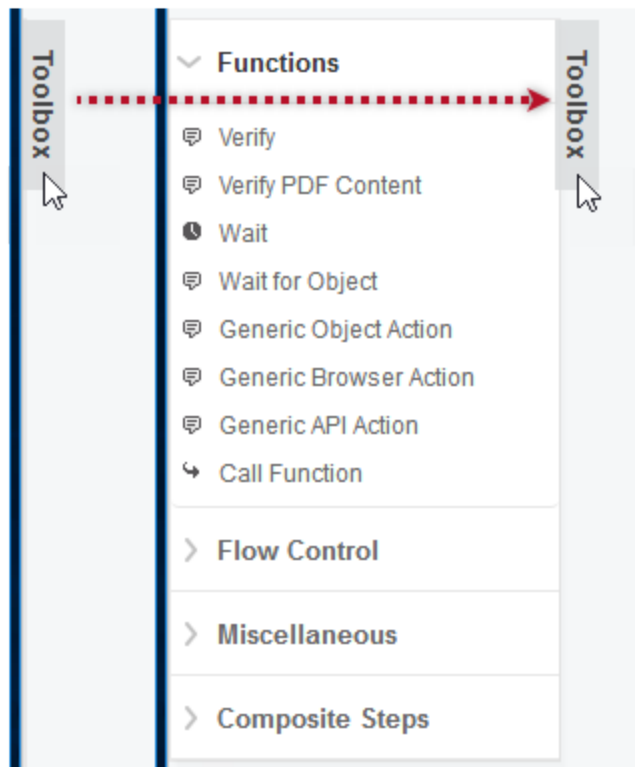 Toolbox
Functions
Toolbox
Verify
Verify PDF Content
Wait
Wait for Object
Generic Object Action
Generic Browser Action
Generic API Action
Call Function
Flow Control
Miscellaneous
Composite Steps